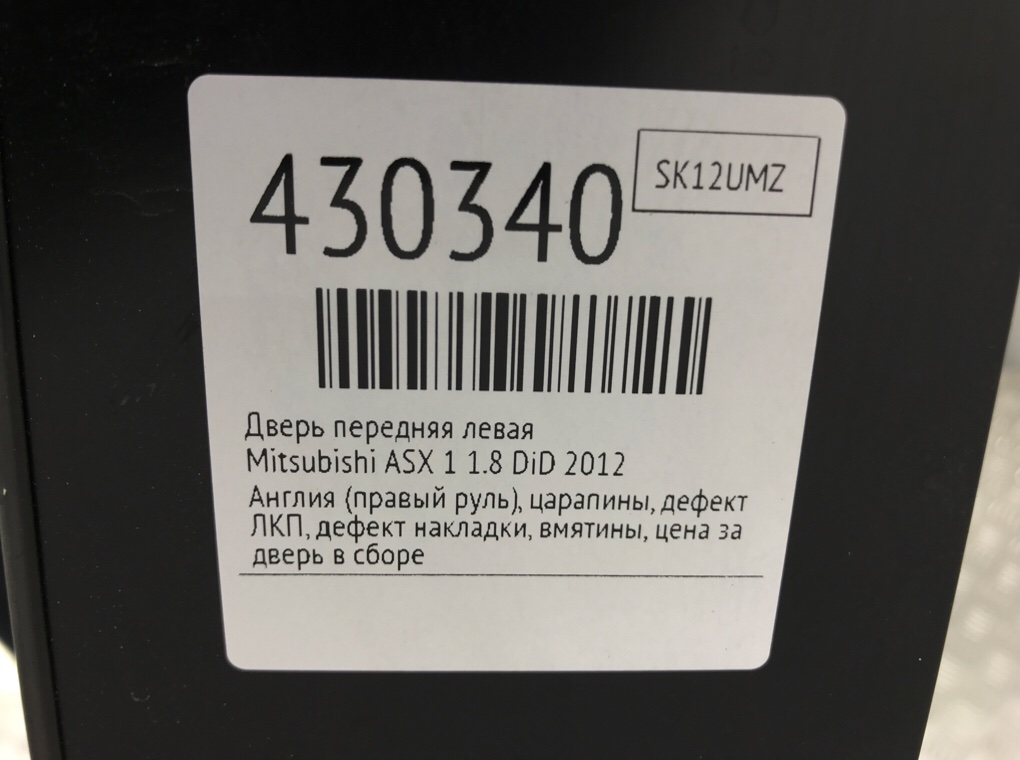 430340
SK12UMZ
Дверь передняя левая
Mitsubishi ASX 1 1.8 DiD 2012
Англия (правый руль), царапины, дефект
ЛКП, дефект накладки, вмятины, цена за
дверь в сборе